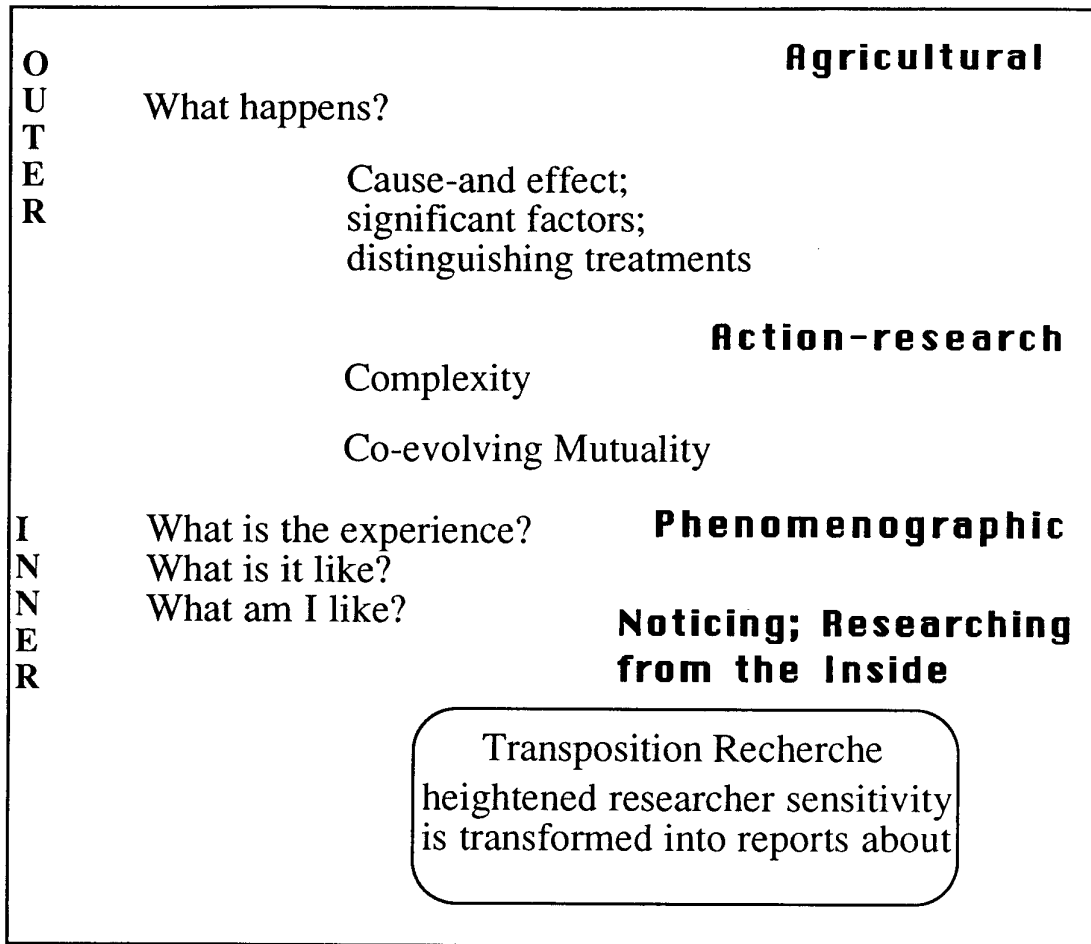 OUTER
Agricultural
What happens?
Cause-and effect;
significant factors;
distinguishing treatments
Action-research
Complexity
Co-evolving Mutuality
INNER
What is the experience?
Phenomenographic
What is it like?
What am I like?
Noticing; Researching
from the Inside
Transposition Recherche
heightened researcher sensitivity
is transformed into reports about